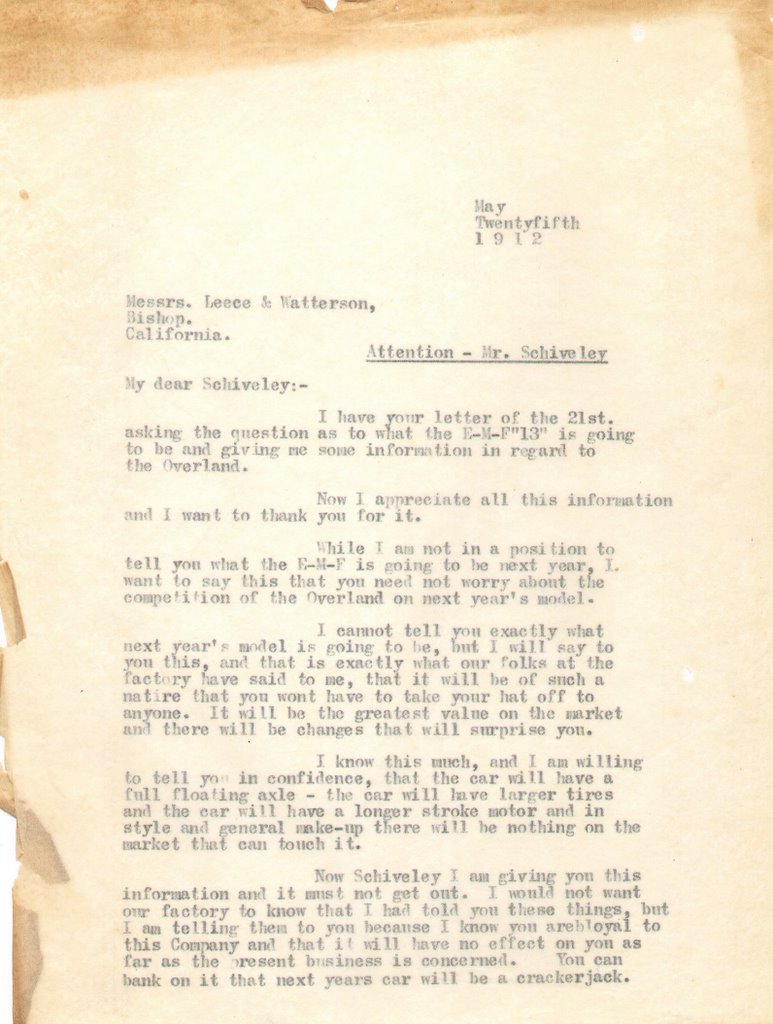 May
Twentyfifth
1 9 1 2
Messrs. Leece & Watterson,
Bishop.
California.
Attention - Mr. Schiveley
My dear Schiveley:-
I have your letter of the 21st.
asking the question as to what the E-M-F"13" is going
to be and giving me some information in regard to
the Overland.
Now I appreciate all this information
and I want to thank you for it.
While I am not in a position to
tell you what the E-M-F is going to be next year, I.
want to say this that you need not worry about the
competition of the Overland on next year's model.
I cannot tell you exactly what
next year's model is going to be, but I will say to
you this, and that is exactly what our folks at the
factory have said to me, that it will be of such a
natire that you wont have to take your hat off to
anyone. It will be the greatest value on the market
and there will be changes that will surprise you.
I know this much, and I am willing
to tell you in confidence, that the car will have a
full floating axle - the car will have larger tires
and the car will have a longer stroke motor and in
style and general make-up there will be nothing on the
market that can touch it.
Now Schiveley I am giving you this
information and it must not get out. I would not want
our factory to know that I had told you these things, but
I am telling them to you because I know you arebloyal to
this Company and that it will have no effect on you as
far as the present business is concerned. You can
bank on it that next years car will be a crackerjack.